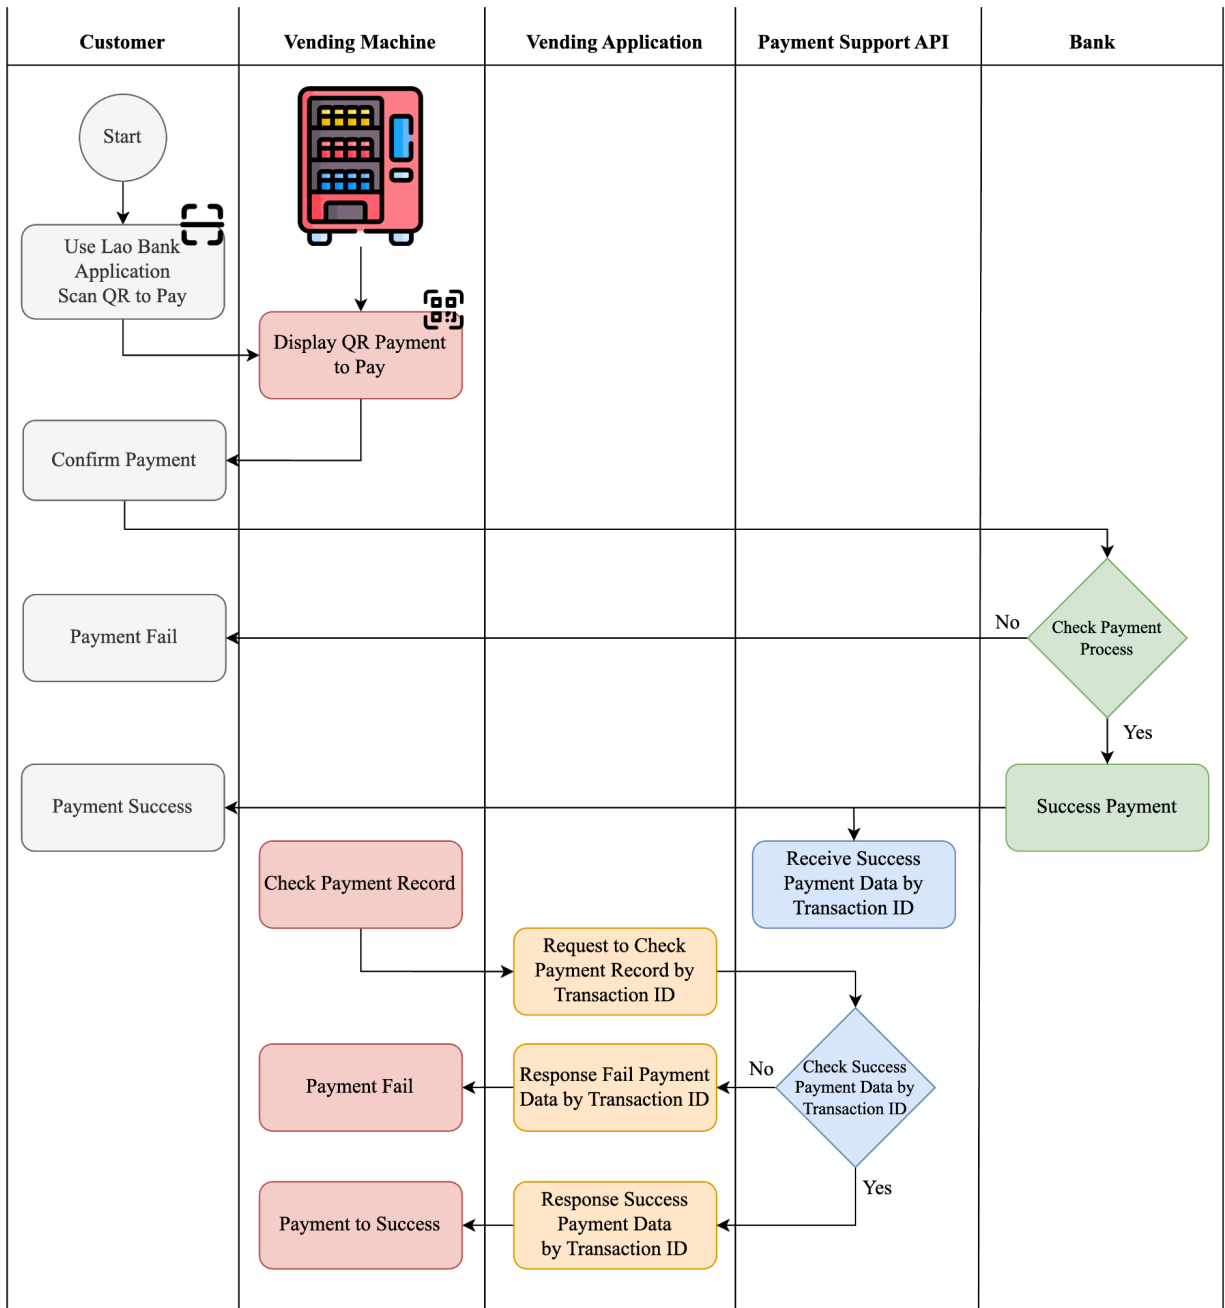 Customer
Vending Machine
Vending Application
Payment Support API
Bank
Start
Use Lao Bank
Application
Scan QR to Pay
Display QR Payment
to Pay
Confirm Payment
Check Payment
Process
No
Payment Fail
Yes
Success Payment
Payment Success
Receive Success
Payment Data by
Transaction ID
Check Payment Record
Request to Check
Payment Record by
Transaction ID
Check Success
Payment Data by
Transaction ID
No
Response Fail Payment
Data by Transaction ID
Payment Fail
Yes
Response Success
Payment Data
by Transaction ID
Payment to Success